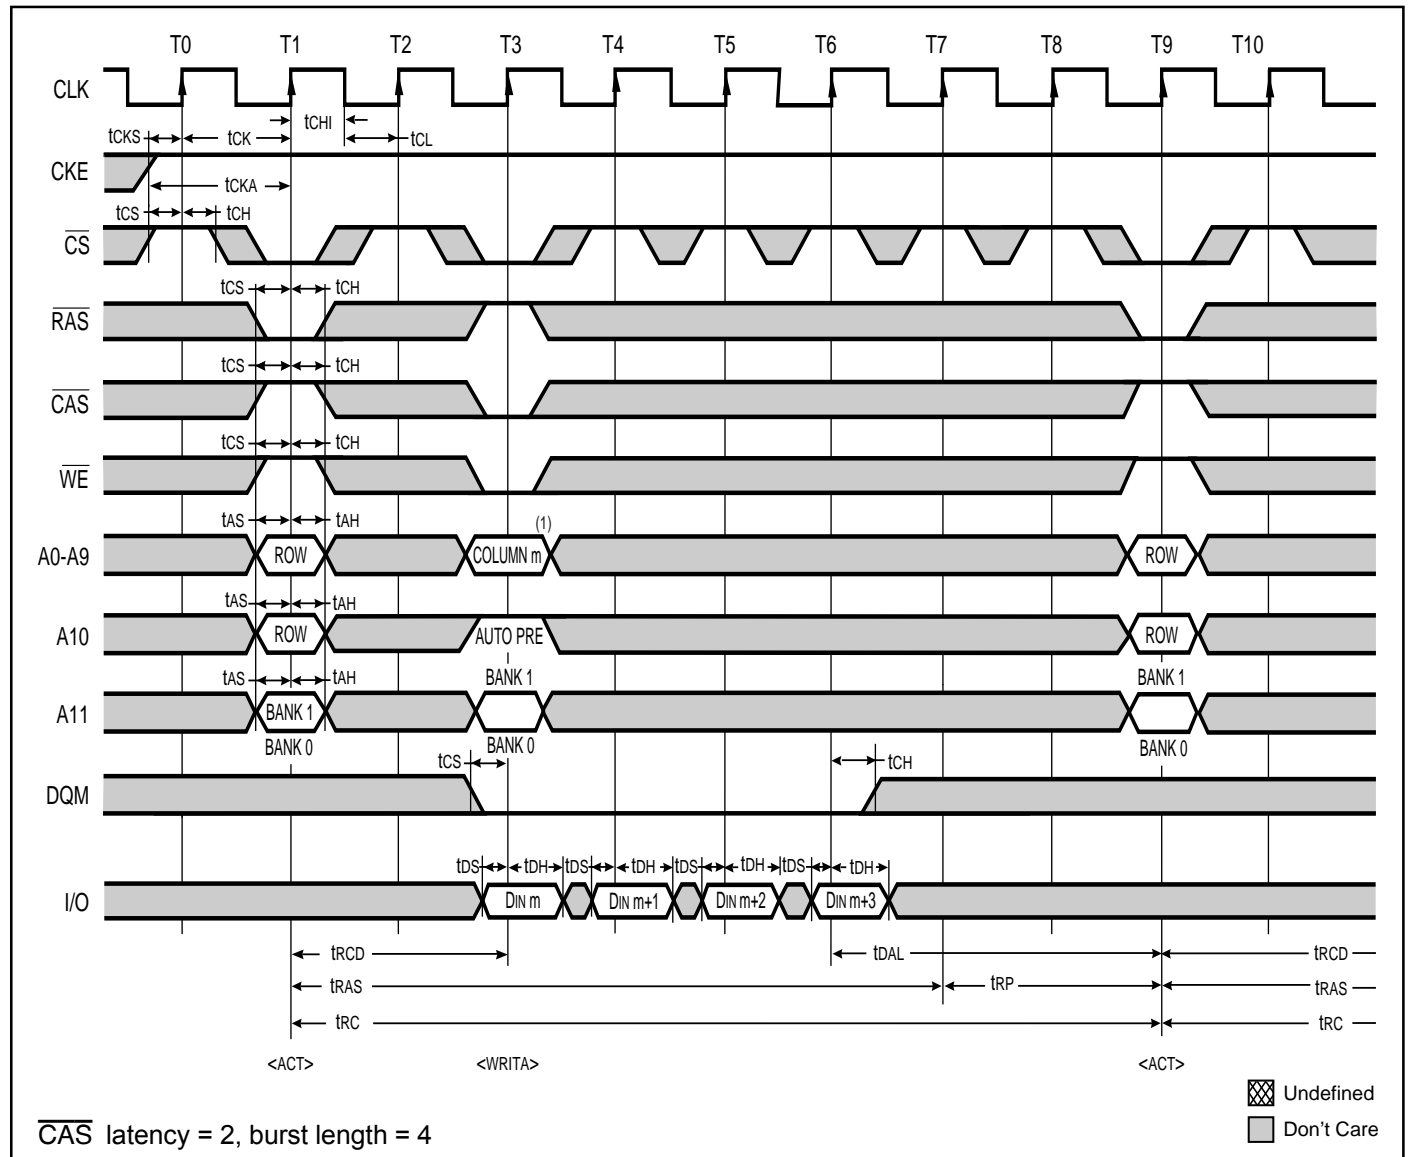 T0 T1 T2 T3 T4 T5 T6 T7 T8 T9 T10
CLK
tCHI
tCKS tCK tCL
CKE
tCKA
tCS tCH
CS
tCS tCH
RAS
tCS tCH
CAS
tCS tCH
WE
tAS tAH (1)
A0-A9 ROW COLUMN m ROW
tAS tAH
A10 ROW AUTO PRE ROW
tAS tAH BANK 1 BANK 1
A11 BANK 1
BANK 0 BANK 0 BANK 0
tCS tCH
DQM
tDS tDH tDS tDH tDS tDH tDS tDH
I/O DIN m DIN m+1 DIN m+2 DIN m+3
tRCD tDAL tRCD
tRAS tRP tRAS
tRC tRC
<ACT> <WRITA> <ACT>
Undefined
CAS latency = 2, burst length = 4 Don't Care